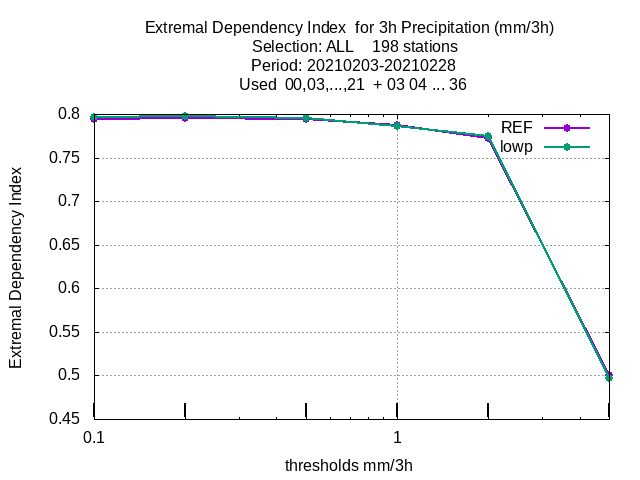 Extremal Dependency Index  for 3h Precipitation (mm/3h)
Selection: ALL    198 stations
Period: 20210203-20210228
Used  00,03,...,21  + 03 04 ... 36
0.8
0.75
0.7
0.65
0.6
0.55
0.5
0.45
Extremal Dependency Index
REF
lowp
0.1
1
thresholds mm/3h